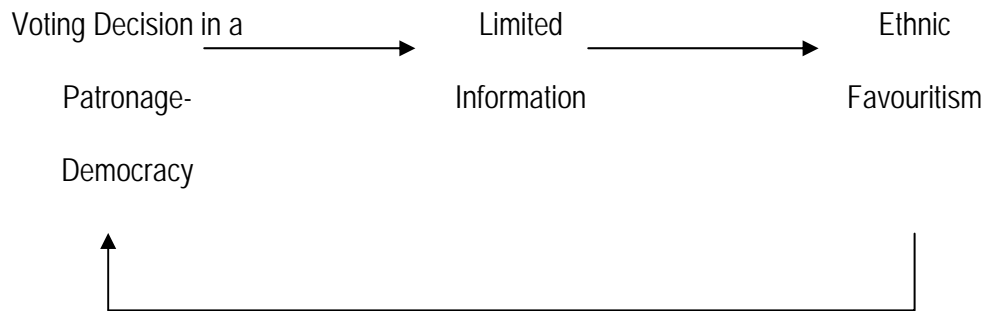 Voting Decision in a
Patronage-
Democracy
Limited
Information
Ethnic
Favouritism